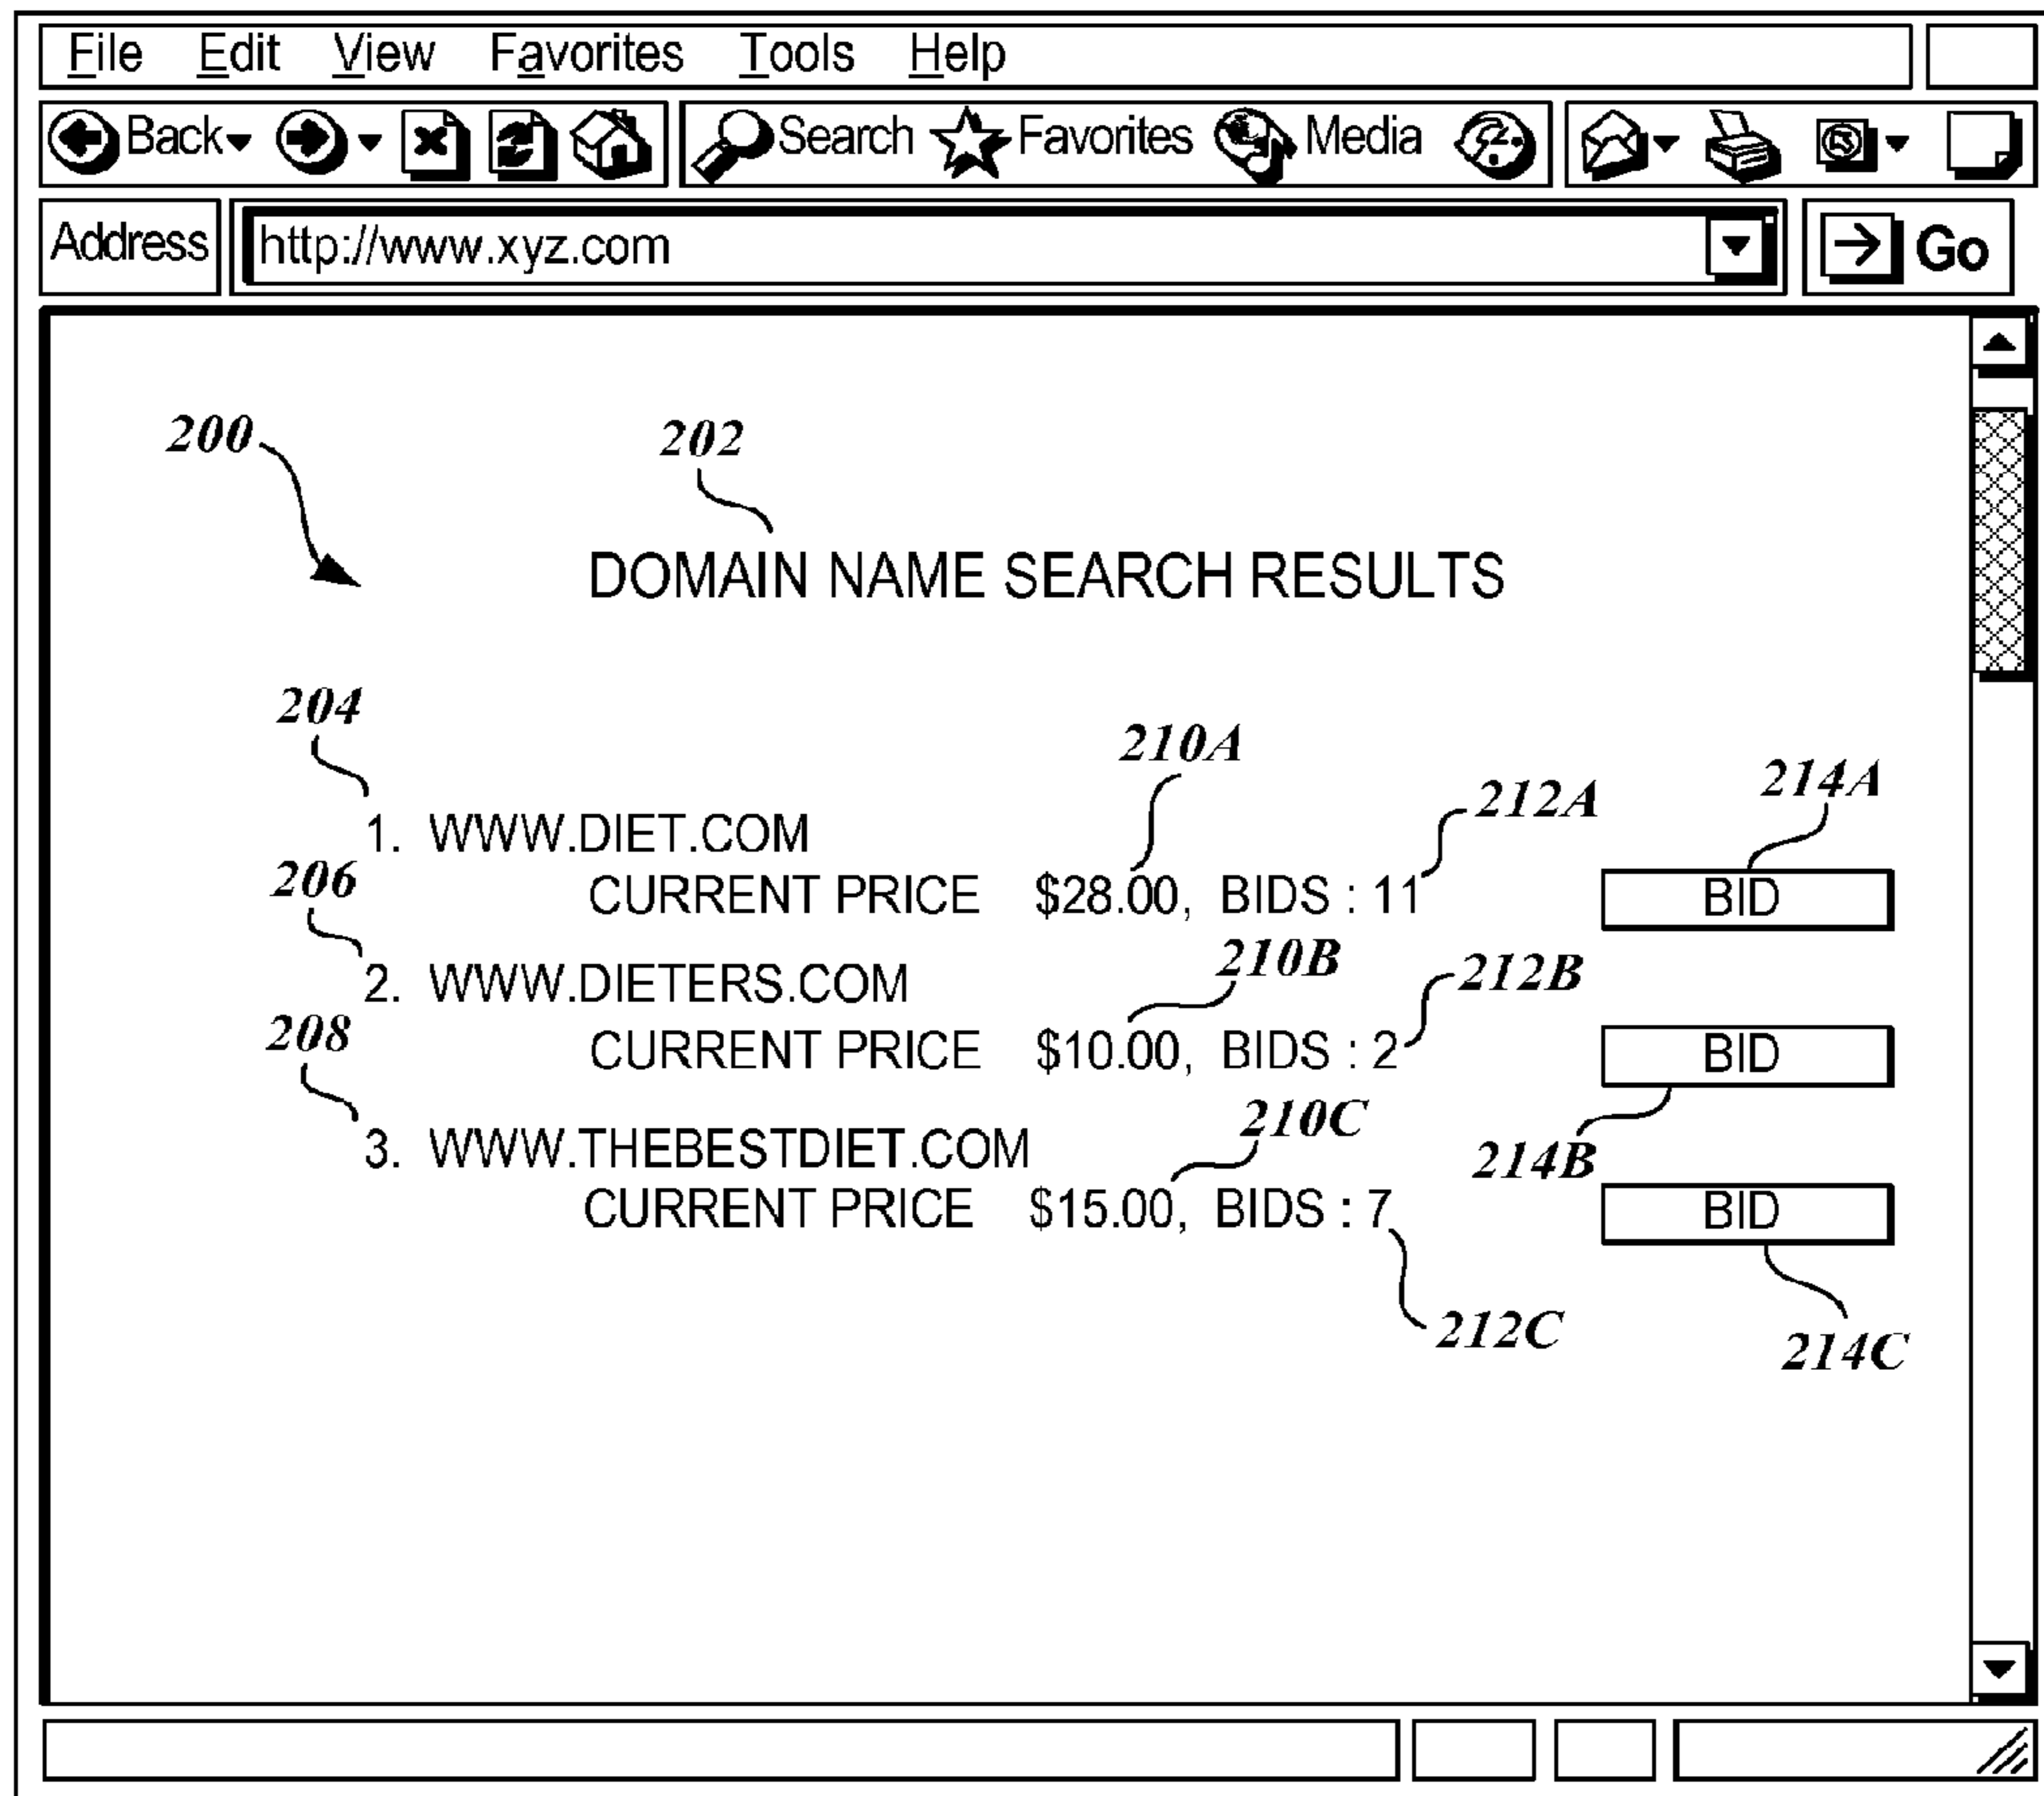 File Edit View Favorites Tools Help
Back Search Favorites Media
Address http://www.xyz.com Go
200 202
DOMAIN NAME SEARCH RESULTS
204 210A 212A 214A
1. WWW.DIET.COM
206 CURRENT PRICE $28.00, BIDS : 11 BID
210B 212B
2. WWW.DIETERS.COM
208 CURRENT PRICE $10.00, BIDS : 2 BID
210C 214B
3. WWW.THEBESTDIET.COM
CURRENT PRICE $15.00, BIDS : 7 BID
212C 214C